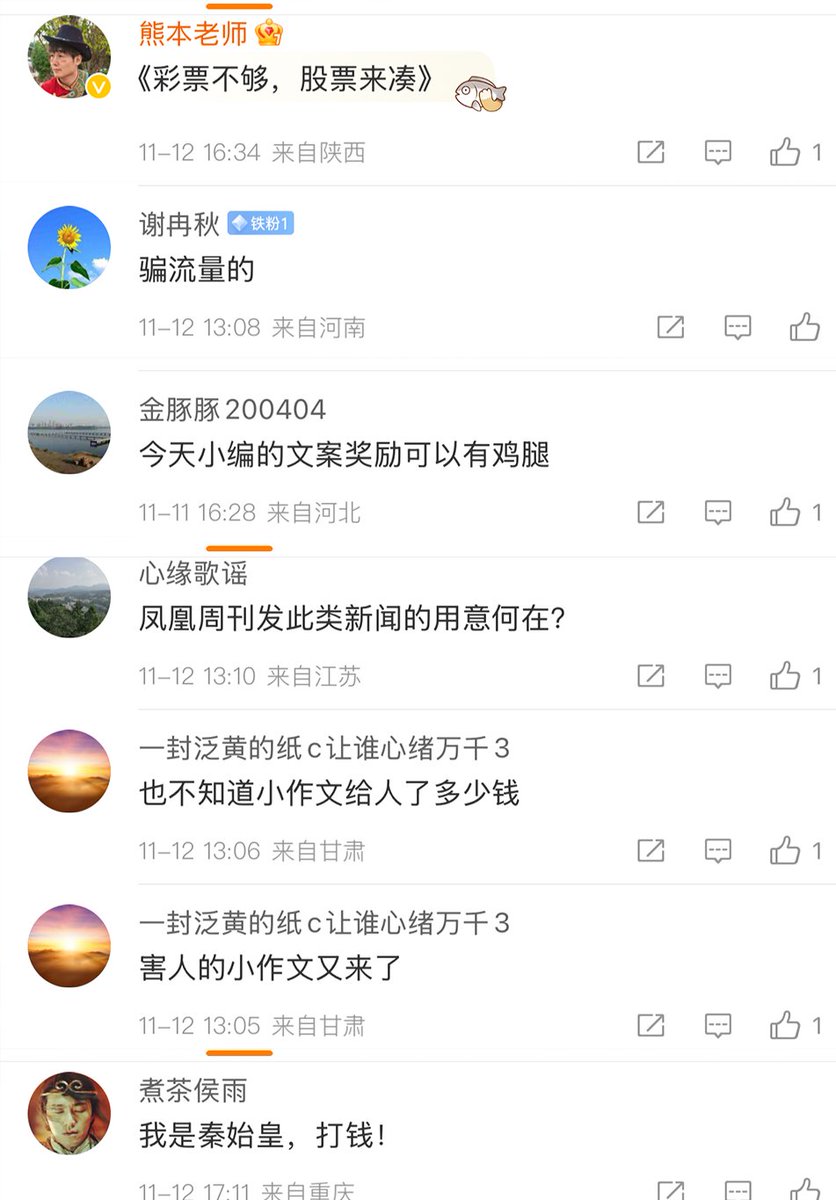 熊本老师
《彩票不够，股票来凑》
11-12 16:34 来自陕西
1
谢冉秋 铁粉1
骗流量的
11-12 13:08 来自河南
金豚豚200404
今天小编的文案奖励可以有鸡腿
11-11 16:28 来自河北
1
心缘歌谣
凤凰周刊发此类新闻的用意何在?
11-12 13:10 来自江苏
1
一封泛黄的纸c让谁心绪万千3
也不知道小作文给人了多少钱
11-12 13:06 来自甘肃
1
一封泛黄的纸c让谁心绪万千3
害人的小作文又来了
11-12 13:05 来自甘肃
1
煮茶侯雨
我是秦始皇，打钱！
11-12 17:11 来自重庆